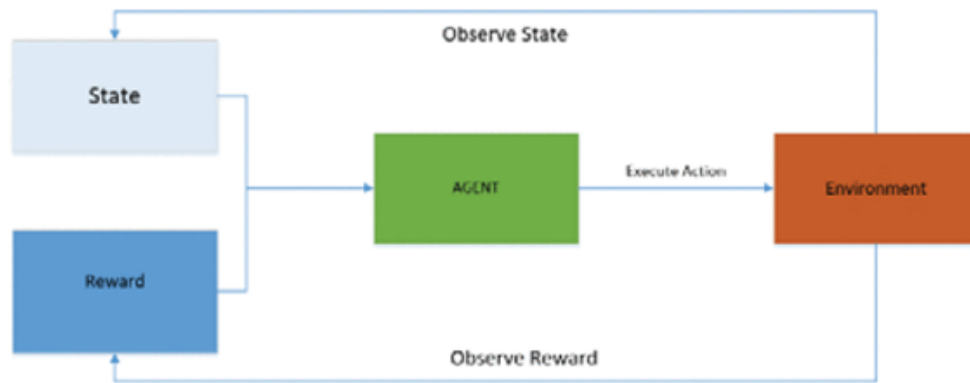 Observe State
State
AGENT
Execute Action
Environment
Reward
Observe Reward